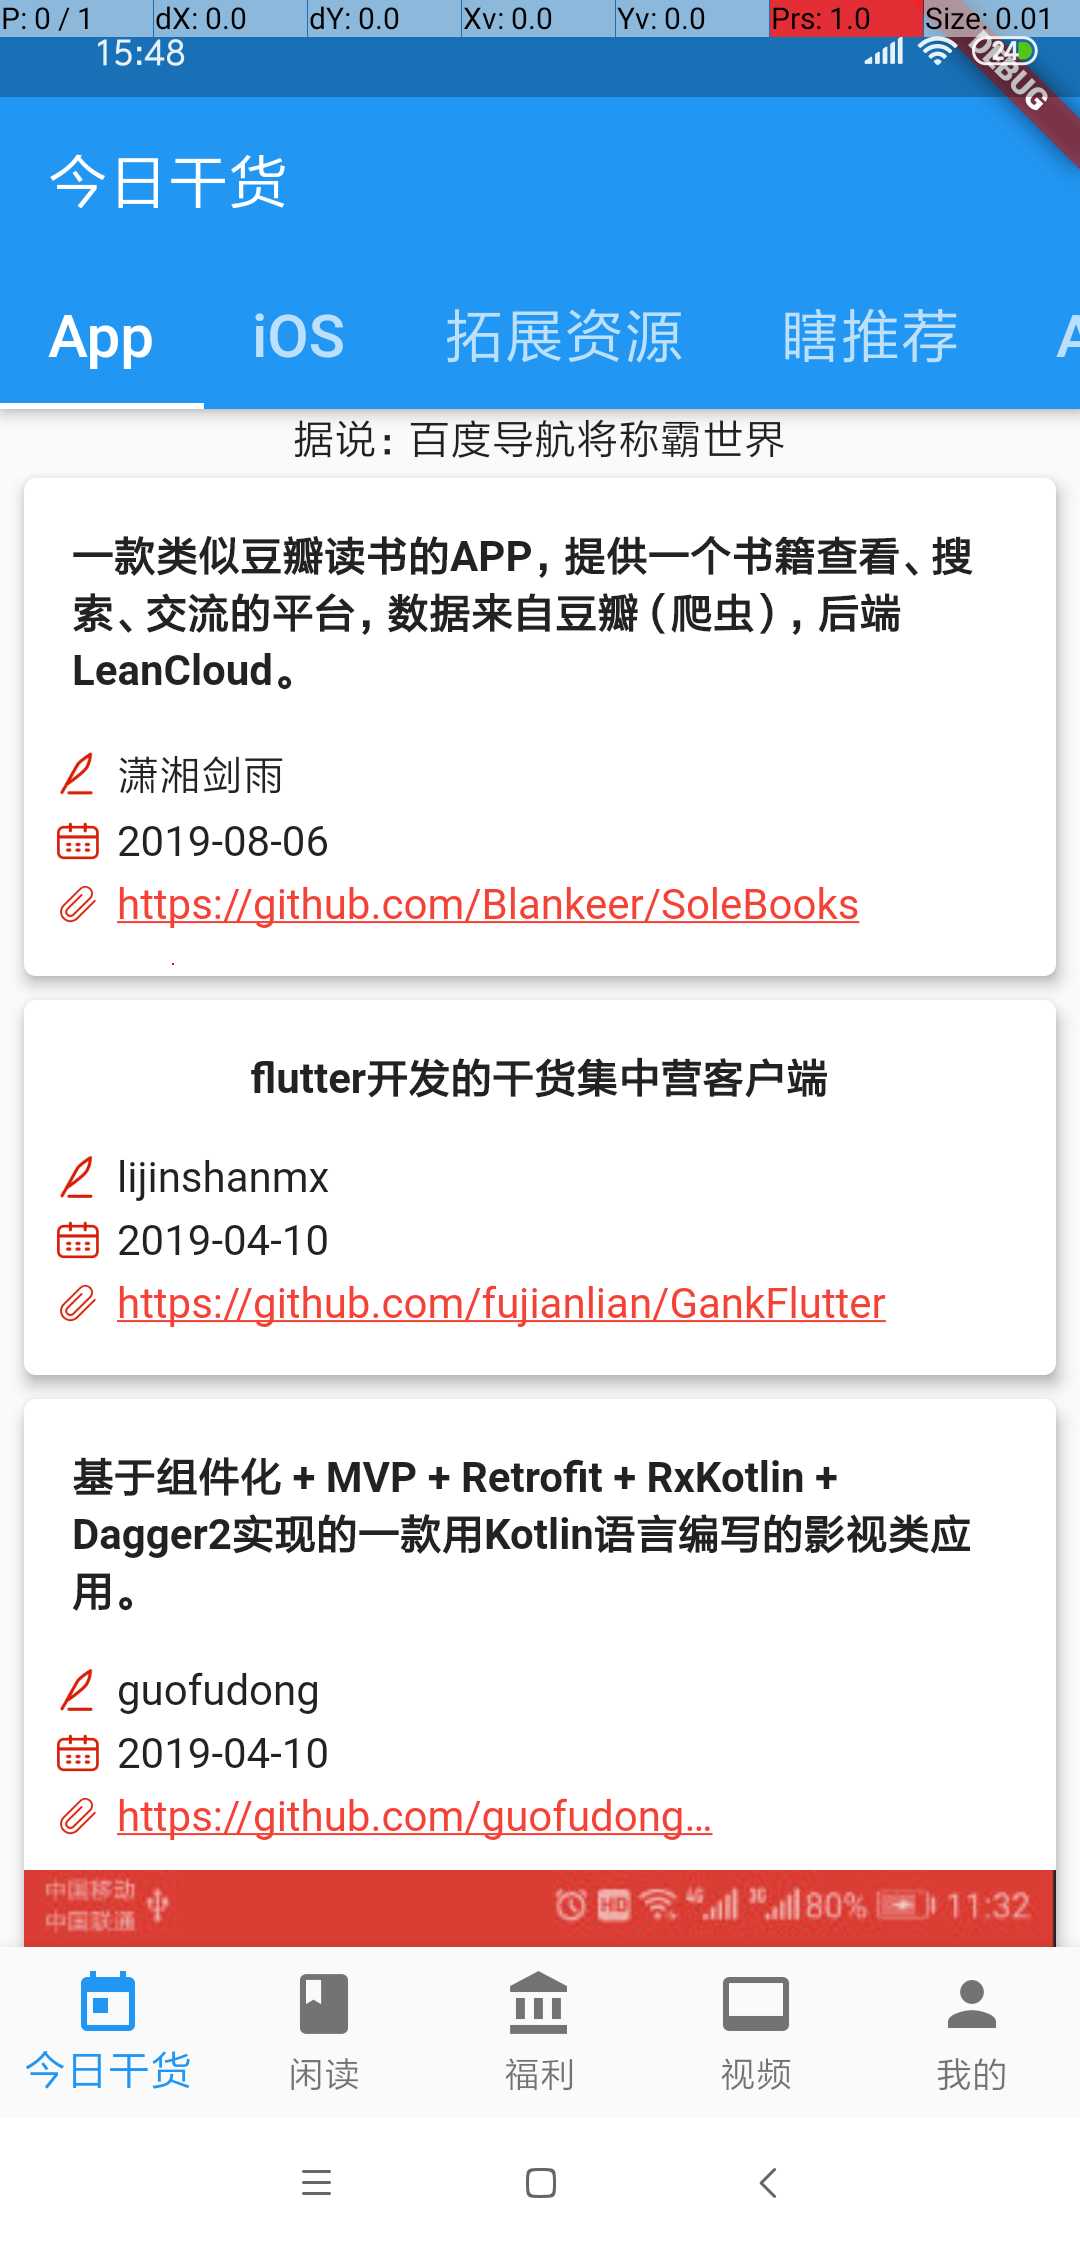 P: 0 / 1 dX: 0.0 dY: 0.0 Xv: 0.0 Yv: 0.0 Prs: 1.0 Size: 0.01
15:48 24
DEBUG
今日干货
App iOS 拓展资源 瞎推荐 A
据说：百度导航将称霸世界
一款类似豆瓣读书的APP，提供一个书籍查看、搜
索、交流的平台，数据来自豆瓣（爬虫），后端
LeanCloud。
潇湘剑雨
2019-08-06
https://github.com/Blankeer/SoleBooks
flutter开发的干货集中营客户端
lijinshanmx
2019-04-10
https://github.com/fujianlian/GankFlutter
基于组件化 + MVP + Retrofit + RxKotlin +
Dagger2实现的一款用Kotlin语言编写的影视类应
用。
guofudong
2019-04-10
https://github.com/guofudong…
中国移动
中国联通
HD 4G 3G 80% 11:32
今日干货 闲读 福利 视频 我的